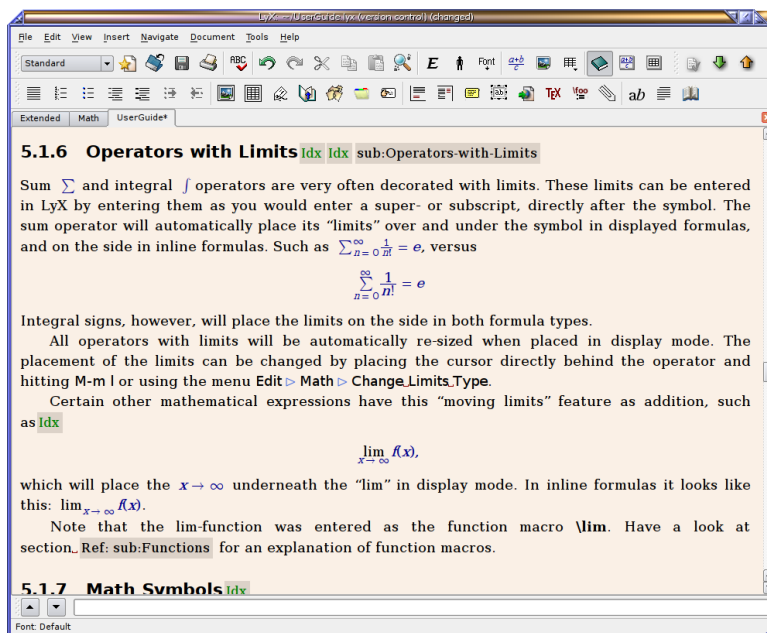 LyX: ~/UserGuide.lyx (version control) (changed)
File Edit View Insert Navigate Document Tools Help
Standard ABC E Font a+b/c
TEX \foo ab
Extended Math UserGuide*
5.1.6 Operators with Limits Idx Idx sub:Operators-with-Limits
Sum ∑ and integral ∫ operators are very often decorated with limits. These limits can be entered
in LyX by entering them as you would enter a super- or subscript, directly after the symbol. The
sum operator will automatically place its “limits” over and under the symbol in displayed formulas,
and on the side in inline formulas. Such as ∑_{n=0}^{∞} 1/n! = e, versus
∑_{n=0}^{∞} 1/n! = e
Integral signs, however, will place the limits on the side in both formula types.
All operators with limits will be automatically re-sized when placed in display mode. The
placement of the limits can be changed by placing the cursor directly behind the operator and
hitting M-m l or using the menu Edit ▷ Math ▷ Change Limits Type.
Certain other mathematical expressions have this “moving limits” feature as addition, such
as Idx
lim_{x→∞} f(x),
which will place the x→∞ underneath the “lim” in display mode. In inline formulas it looks like
this: lim_{x→∞} f(x).
Note that the lim-function was entered as the function macro \lim. Have a look at
section Ref: sub:Functions for an explanation of function macros.
5.1.7 Math Symbols Idx
Font: Default